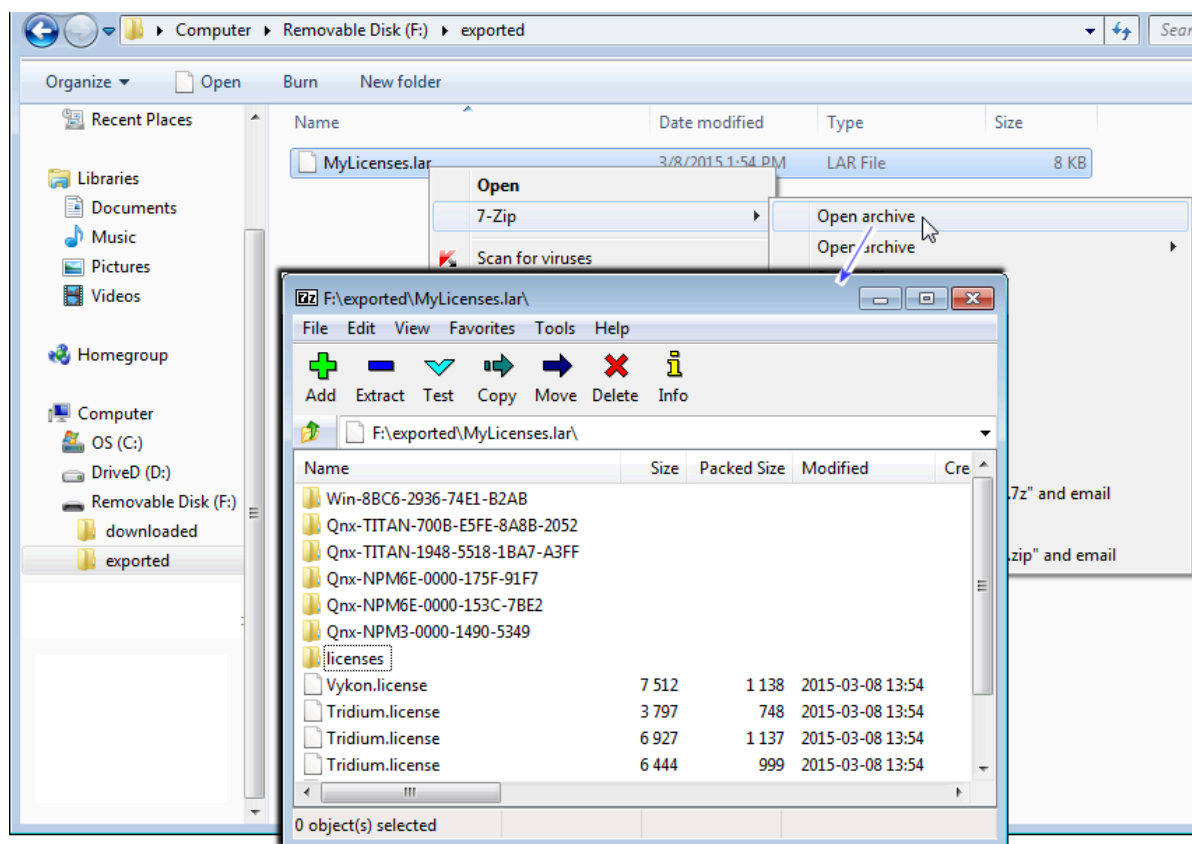 Computer Removable Disk (F:) exported Sear
Organize Open Burn New folder
Recent Places
Libraries
Documents
Music
Pictures
Videos
Homegroup
Computer
OS (C:)
DriveD (D:)
Removable Disk (F:)
downloaded
exported
Name Date modified Type Size
MyLicenses.lar 3/8/2015 1:54 PM LAR File 8 KB
Open
7-Zip
Scan for viruses
Open archive
Open archive
.7z" and email
.zip" and email
7z F:\exported\MyLicenses.lar\
File Edit View Favorites Tools Help
Add Extract Test Copy Move Delete Info
F:\exported\MyLicenses.lar\
Name Size Packed Size Modified Cre
Win-8BC6-2936-74E1-B2AB
Qnx-TITAN-700B-E5FE-8A8B-2052
Qnx-TITAN-1948-5518-1BA7-A3FF
Qnx-NPM6E-0000-175F-91F7
Qnx-NPM6E-0000-153C-7BE2
Qnx-NPM3-0000-1490-5349
licenses
Vykon.license 7 512 1 138 2015-03-08 13:54
Tridium.license 3 797 748 2015-03-08 13:54
Tridium.license 6 927 1 137 2015-03-08 13:54
Tridium.license 6 444 999 2015-03-08 13:54
0 object(s) selected